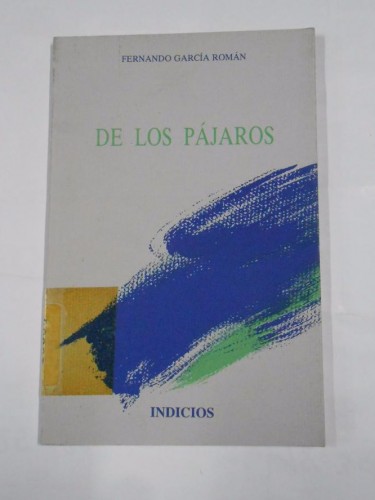 FERNANDO GARCÍA ROMÁN
DE LOS PÁJAROS
INDICIOS